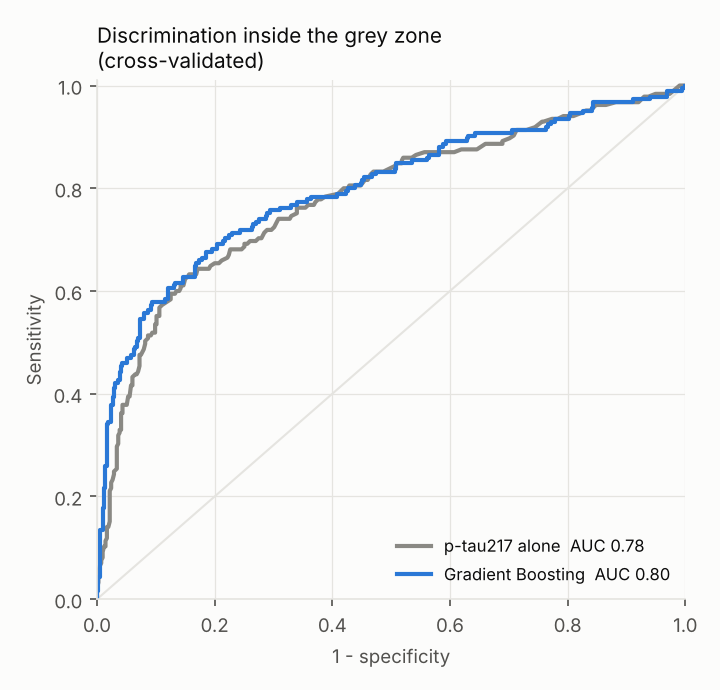 Discrimination inside the grey zone
(cross-validated)
1.0
0.8
0.6
0.4
0.2
0.0
Sensitivity
p-tau217 alone  AUC 0.78
Gradient Boosting  AUC 0.80
0.0 0.2 0.4 0.6 0.8 1.0
1 - specificity